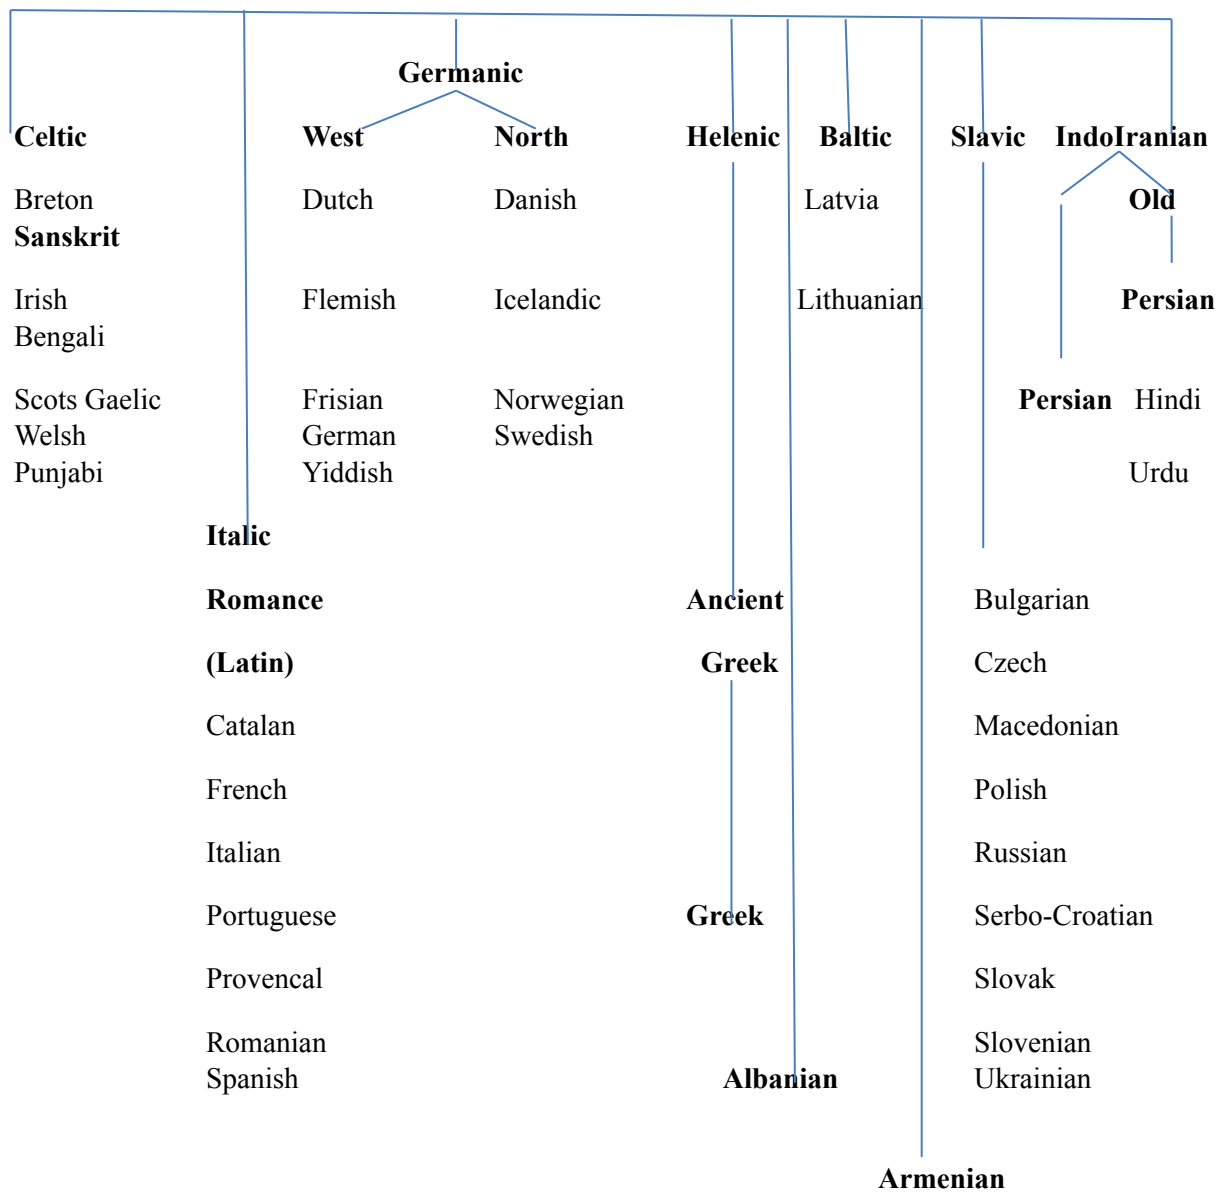 Germanic
Celtic West North Helenic Baltic Slavic IndoIranian
Breton Dutch Danish Latvia Old
Sanskrit
Irish Flemish Icelandic Lithuanian Persian
Bengali
Scots Gaelic Frisian Norwegian Persian Hindi
Welsh German Swedish
Punjabi Yiddish Urdu
Italic
Romance Ancient Bulgarian
(Latin) Greek Czech
Catalan Macedonian
French Polish
Italian Russian
Portuguese Greek Serbo-Croatian
Provencal Slovak
Romanian Slovenian
Spanish Albanian Ukrainian
Armenian